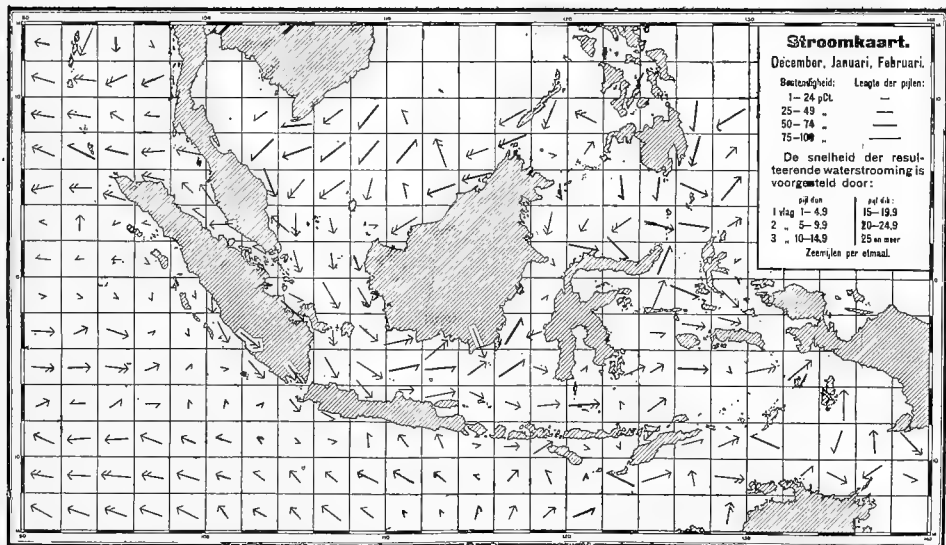 Stroomkaart.
December, Januari, Februari.
Bestendigheid: Lengte der pijlen:
1—24 pCt.
25—49 „
50—74 „
75—100 „
De snelheid der resul-
teerende waterstrooming is
voorgesteld door:
pijl dun pijl dik:
1 vlag 1—4.9 15—19.9
2 „ 5—9.9 20—24.9
3 „ 10—14.9 25 en meer
Zeemijlen per etmaal.